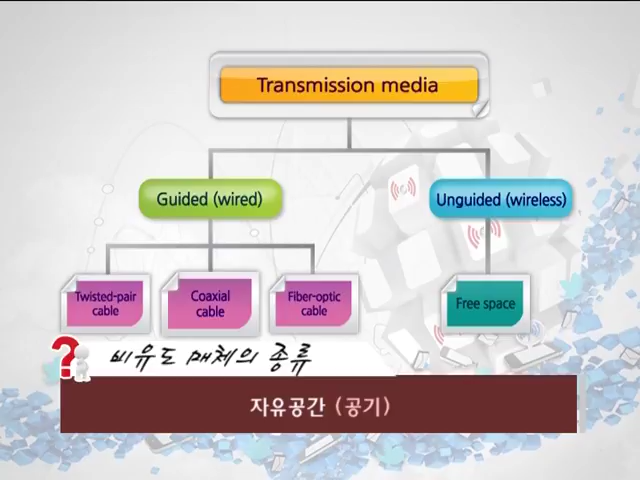 Transmission media
Guided (wired)
Unguided (wireless)
Twisted-pair
cable
Coaxial
cable
Fiber-optic
cable
Free space
비유도 매체의 종류
자유공간 (공기)